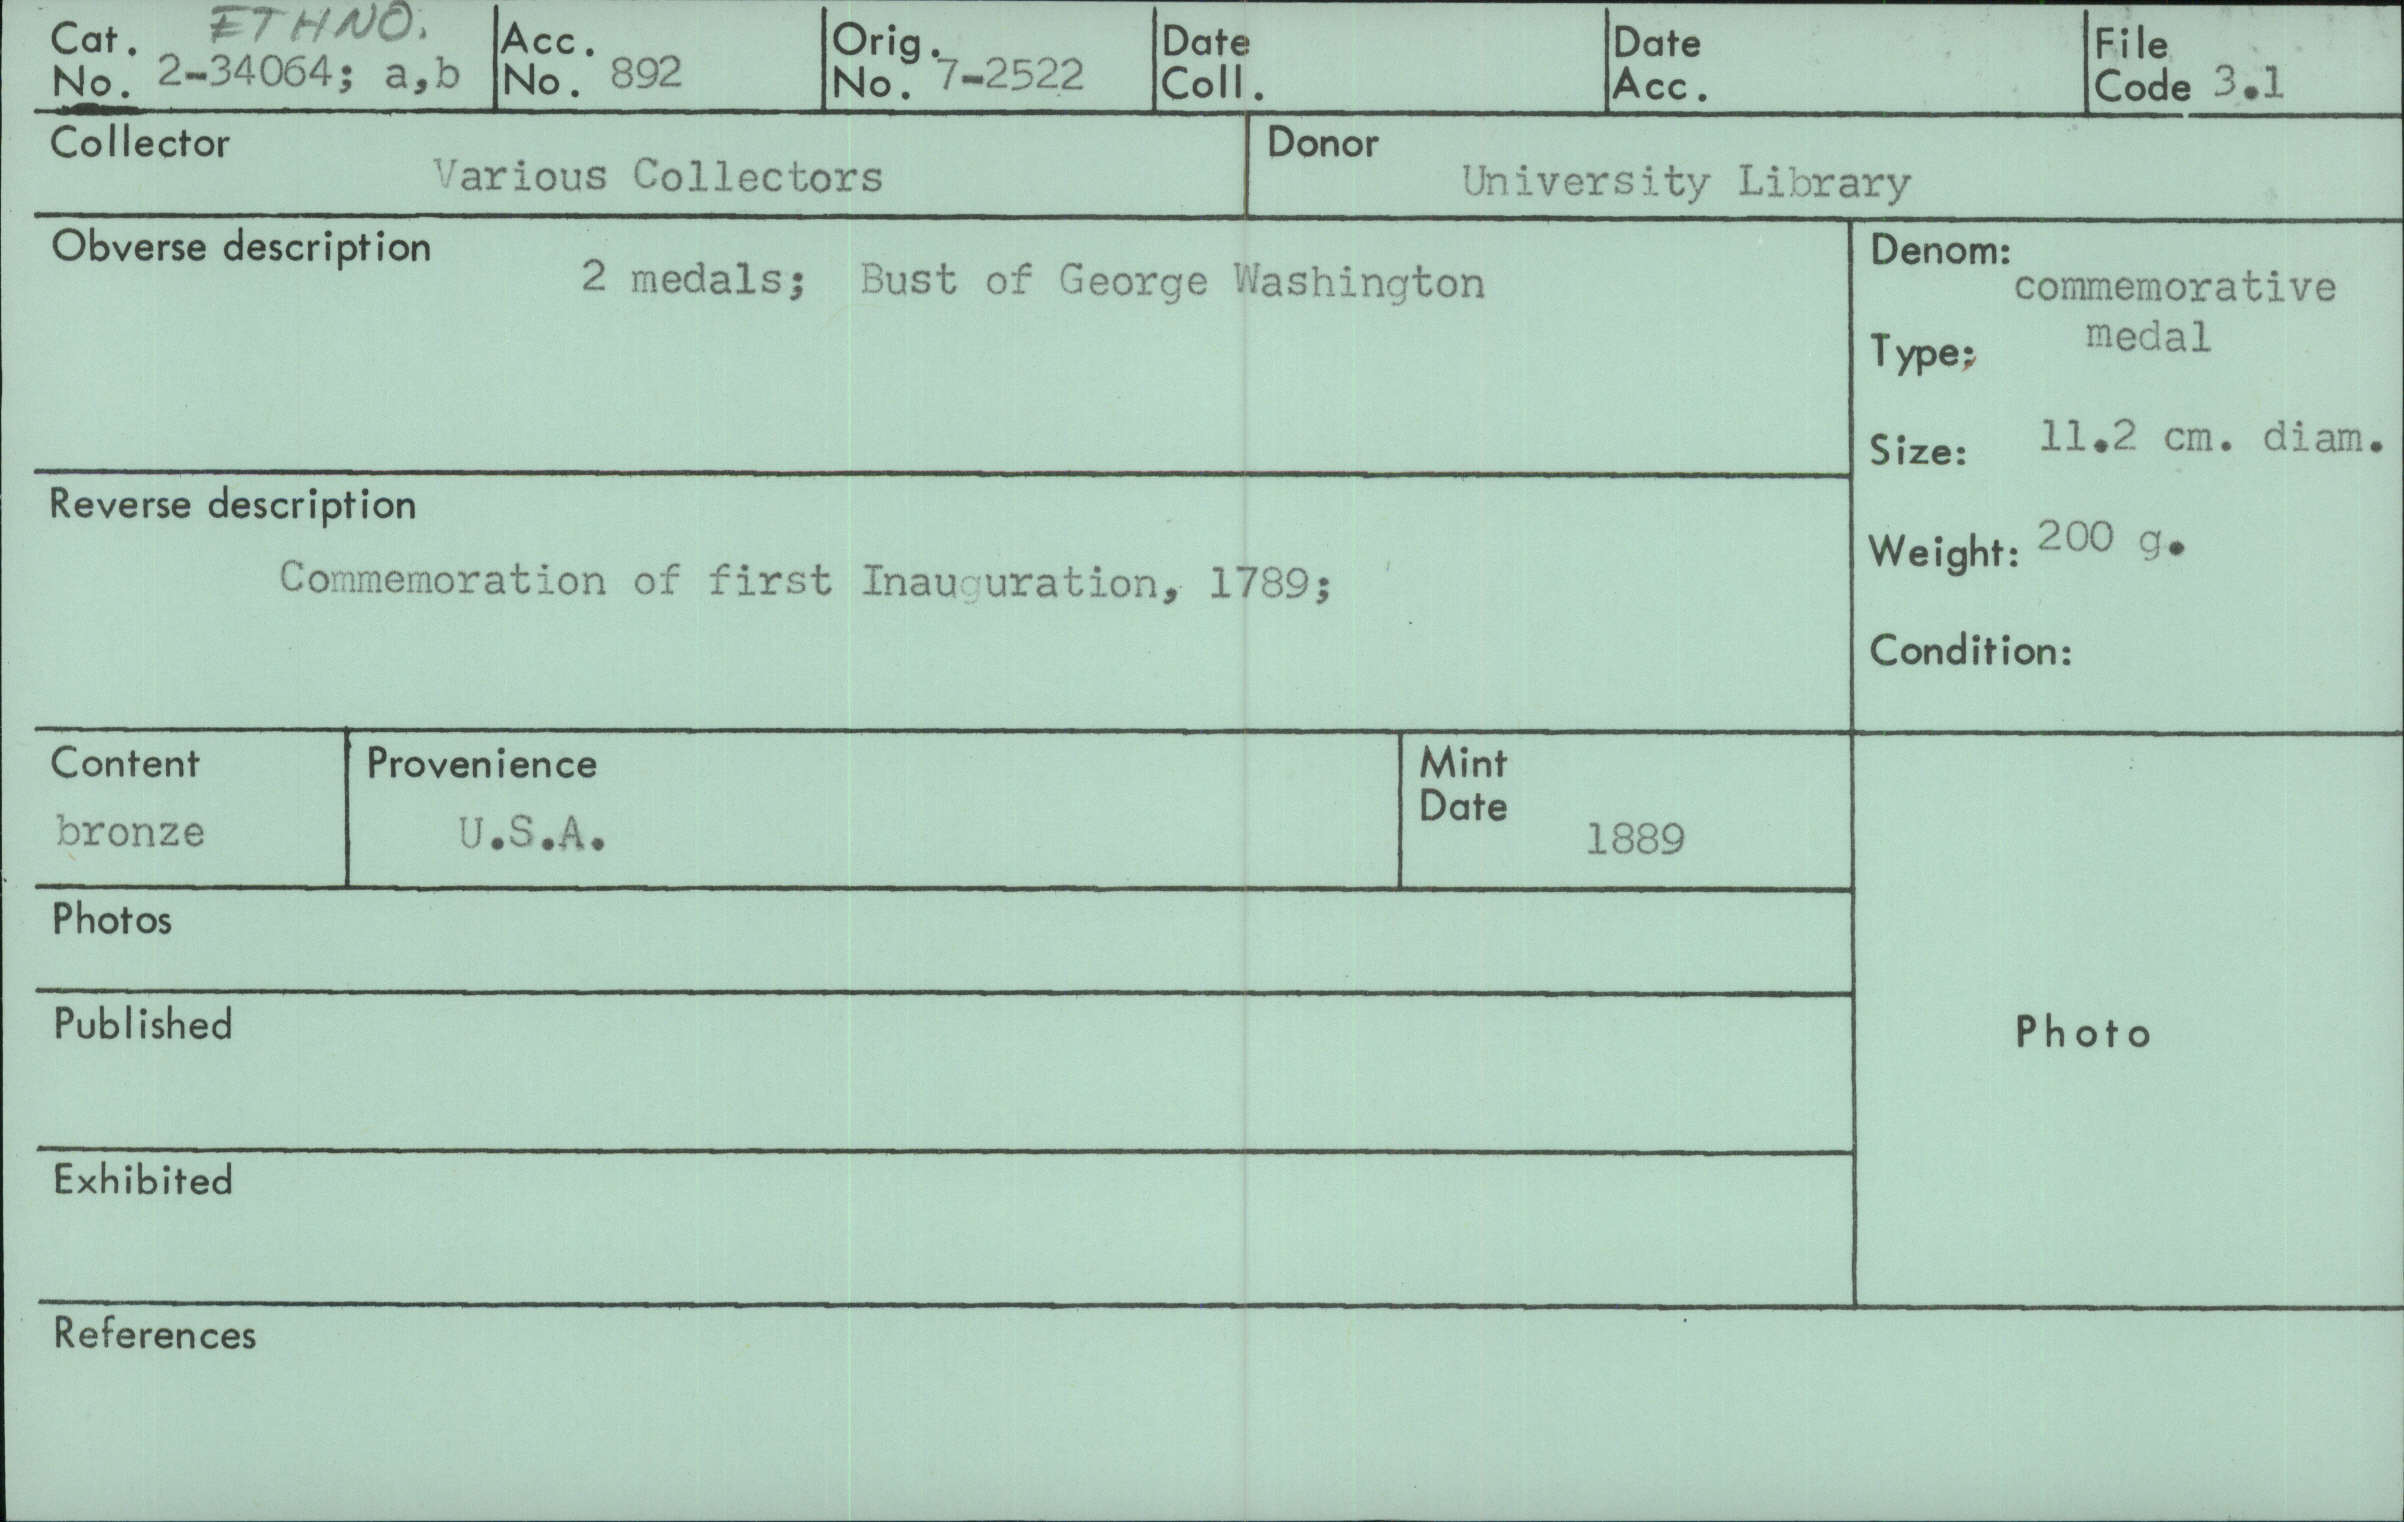 ETHNO.
Cat. No. 2-34064; a,b
Acc. No. 892
Orig. No. 7-2522
Date Coll.
Date Acc.
File Code 3.1
Collector
Various Collectors
Donor
University Library
Obverse description
2 medals; Bust of George Washington
Denom:
commemorative
medal
Type:
Size: 11.2 cm. diam.
Weight: 200 g.
Condition:
Reverse description
Commemoration of first Inauguration, 1789;
Content
bronze
Provenience
U.S.A.
Mint
Date
1889
Photos
Published
Photo
Exhibited
References